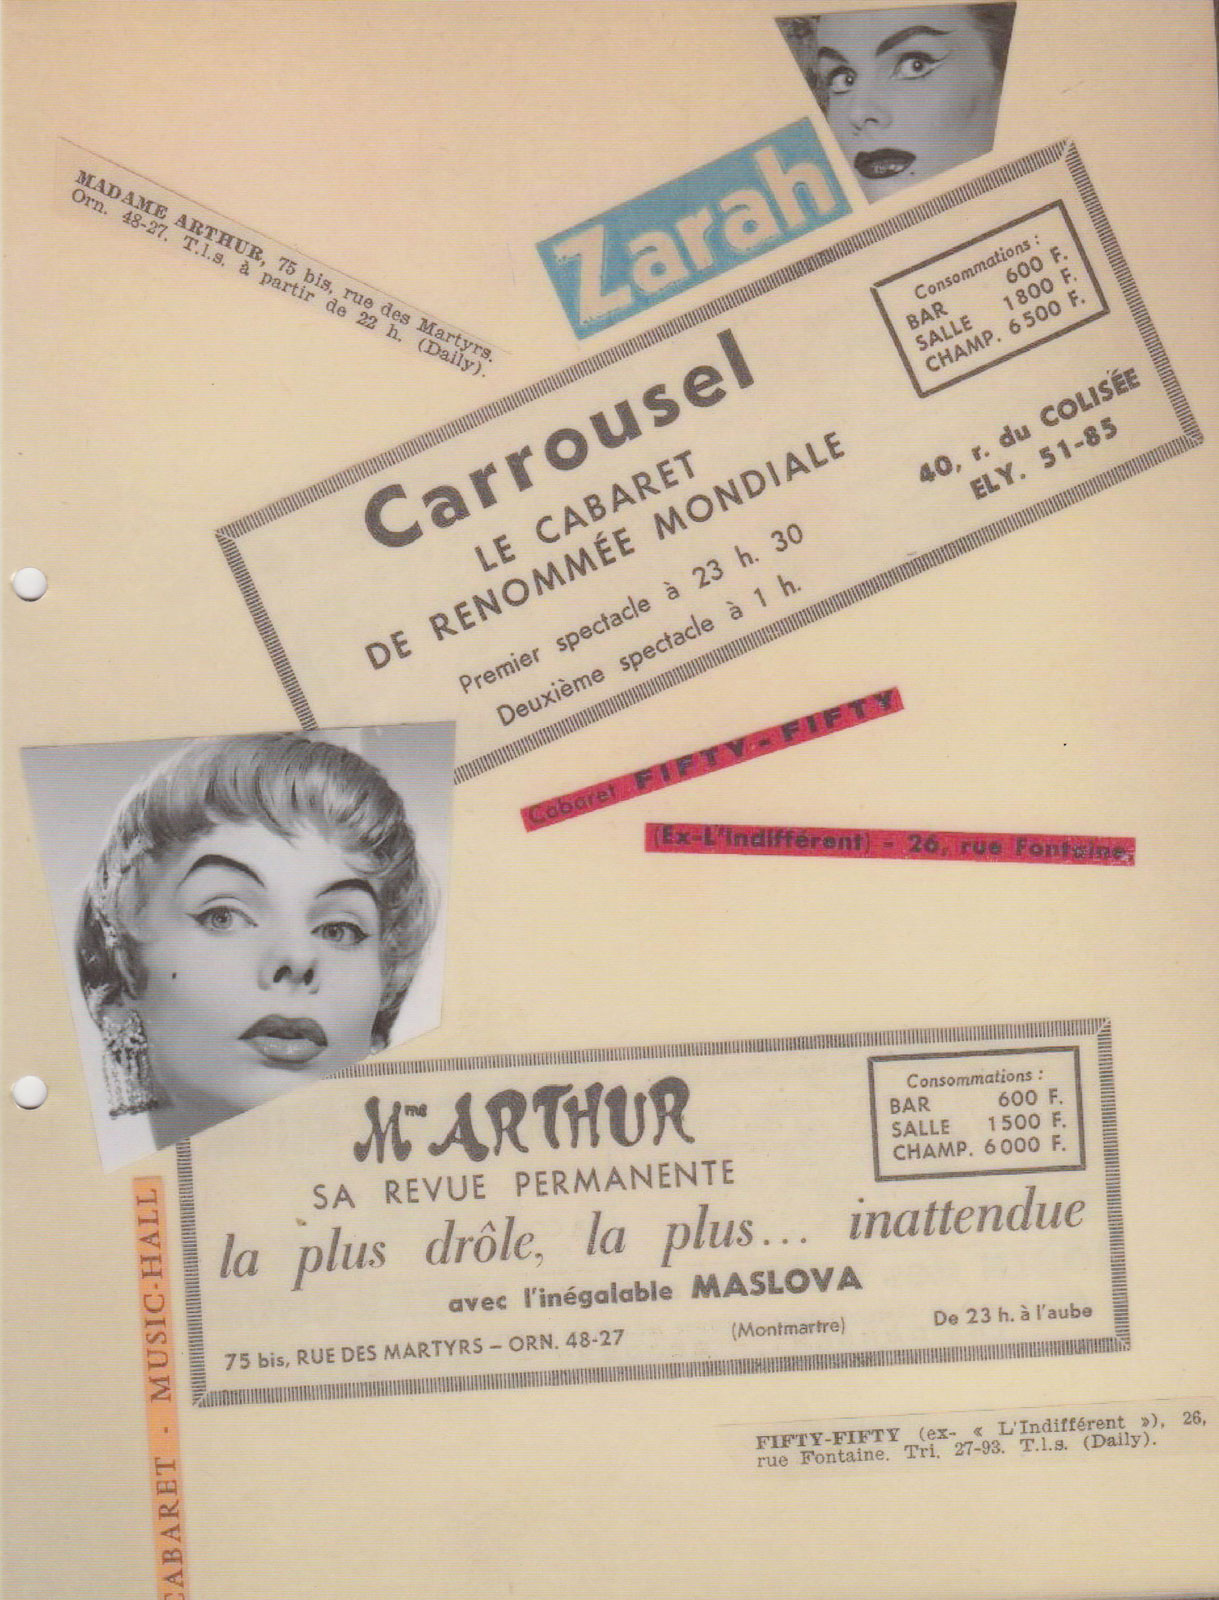 Zarah
MADAME ARTHUR, 75 bis, rue des Martyrs.
Orn. 48-27. T.l.s. à partir de 22 h. (Daily).
Consommations :
BAR 600 F.
SALLE 1800 F.
CHAMP. 6500 F.
Carrousel
LE CABARET
DE RENOMMÉE MONDIALE
40, r. du COLISÉE
ELY. 51-85
Premier spectacle à 23 h. 30
Deuxième spectacle à 1 h.
Cabaret FIFTY-FIFTY
(Ex-L'indifférent) - 26, rue Fontaine
Mme ARTHUR
SA REVUE PERMANENTE
Consommations :
BAR 600 F.
SALLE 1500 F.
CHAMP. 6000 F.
la plus drôle, la plus... inattendue
avec l'inégalable MASLOVA
75 bis, RUE DES MARTYRS – ORN. 48-27 (Montmartre) De 23 h. à l'aube
CABARET - MUSIC-HALL
FIFTY-FIFTY (ex- « L'Indifférent »), 26,
rue Fontaine. Tri. 27-93. T.l.s. (Daily).